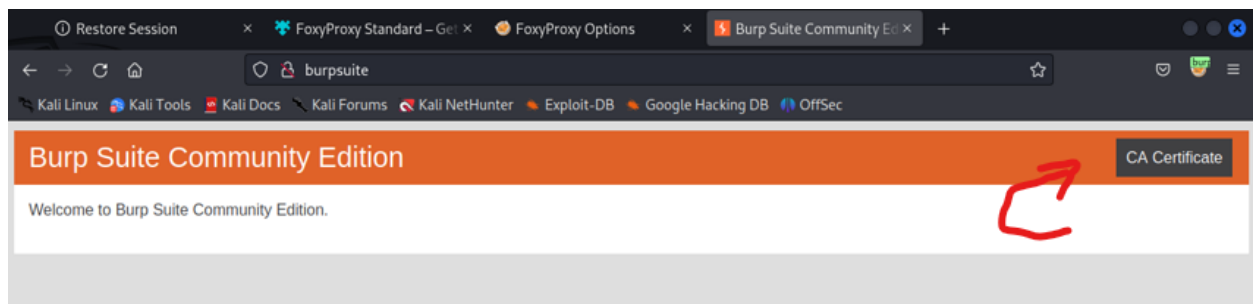 Restore Session
FoxyProxy Standard – Get
FoxyProxy Options
Burp Suite Community Ed
burpsuite
burp
Kali Linux Kali Tools Kali Docs Kali Forums Kali NetHunter Exploit-DB Google Hacking DB OffSec
Burp Suite Community Edition
CA Certificate
Welcome to Burp Suite Community Edition.